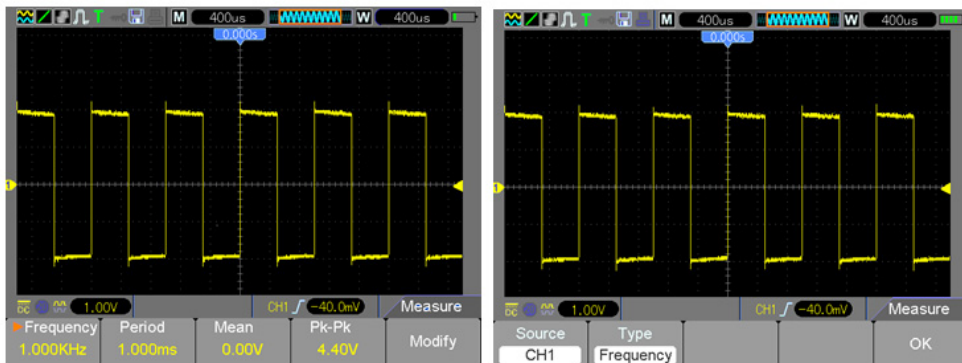 T M 400us W 400us
0.000s
1
DC 1.00V CH1 -40.0mV Measure
Frequency Period Mean Pk-Pk Modify
1.000KHz 1.000ms 0.00V 4.40V
T M 400us W 400us
0.000s
1
DC 1.00V CH1 -40.0mV Measure
Source Type OK
CH1 Frequency